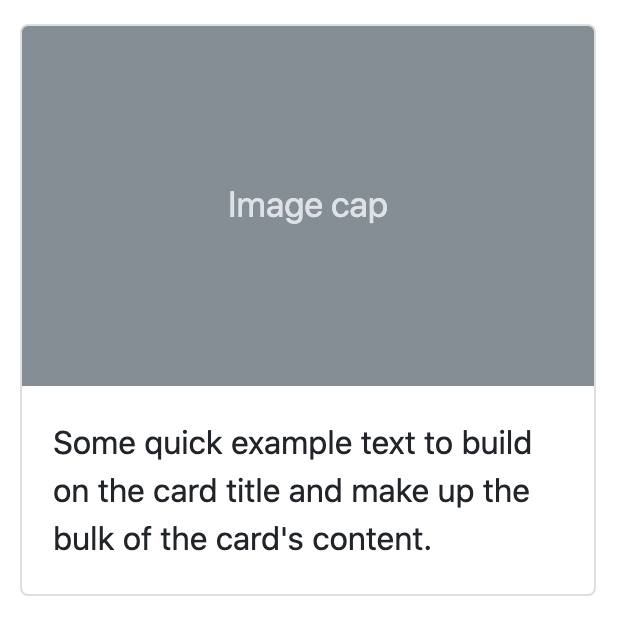 Image cap
Some quick example text to build
on the card title and make up the
bulk of the card's content.